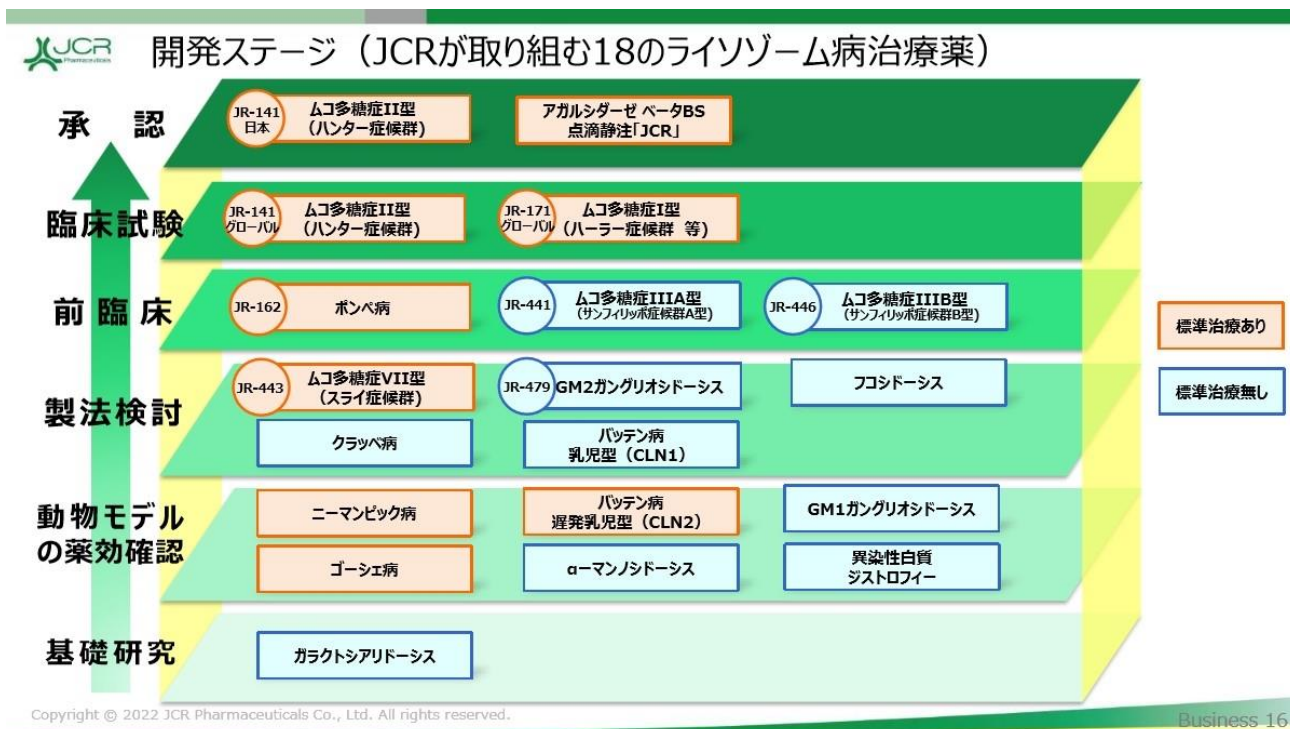 JCR
Pharmaceuticals
開発ステージ（JCRが取り組む18のライソゾーム病治療薬）
承 認
JR-141
日本
ムコ多糖症II型
（ハンター症候群）
アガルシダーゼ ベータBS
点滴静注「JCR」
臨床試験
JR-141
グローバル
ムコ多糖症II型
（ハンター症候群）
JR-171
グローバル
ムコ多糖症I型
（ハーラー症候群 等）
前臨床
JR-162
ポンペ病
JR-441
ムコ多糖症IIIA型
（サンフィリッポ症候群A型）
JR-446
ムコ多糖症IIIB型
（サンフィリッポ症候群B型）
標準治療あり
標準治療無し
製法検討
JR-443
ムコ多糖症VII型
（スライ症候群）
JR-479
GM2ガングリオシドーシス
フコシドーシス
クラッベ病
バッテン病
乳児型（CLN1）
動物モデル
の薬効確認
ニーマンピック病
バッテン病
遅発乳児型（CLN2）
GM1ガングリオシドーシス
ゴーシェ病
αーマンノシドーシス
異染性白質
ジストロフィー
基礎研究
ガラクトシアリドーシス
Copyright © 2022 JCR Pharmaceuticals Co., Ltd. All rights reserved.
Business 16